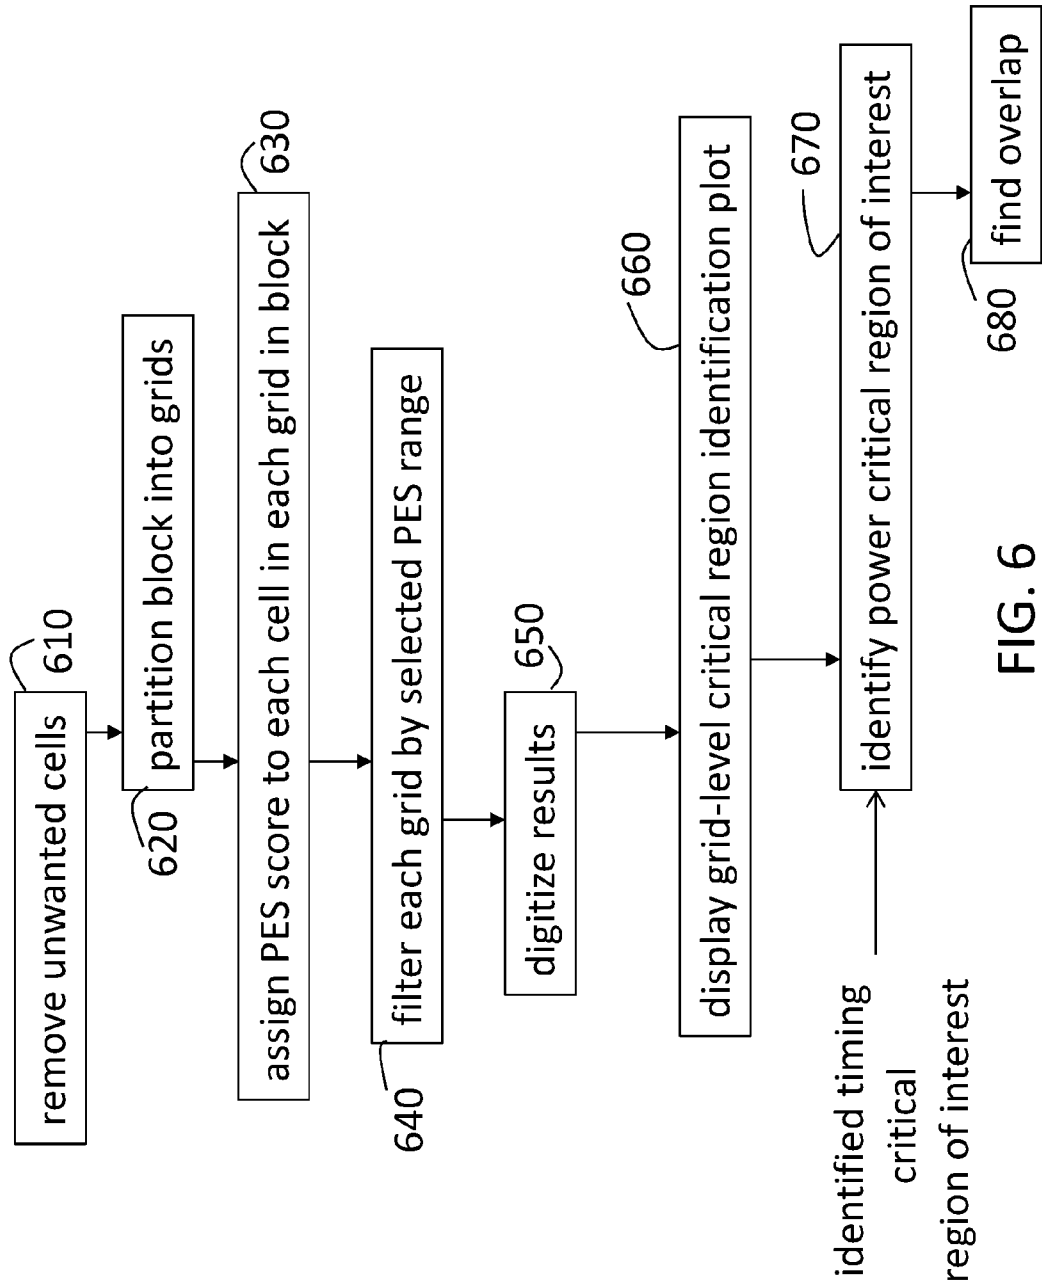 remove unwanted cells
610
partition block into grids
620
assign PES score to each cell in each grid in block
630
filter each grid by selected PES range
640
digitize results
650
display grid-level critical region identification plot
660
identified timing
critical
region of interest
identify power critical region of interest
670
find overlap
680
FIG. 6